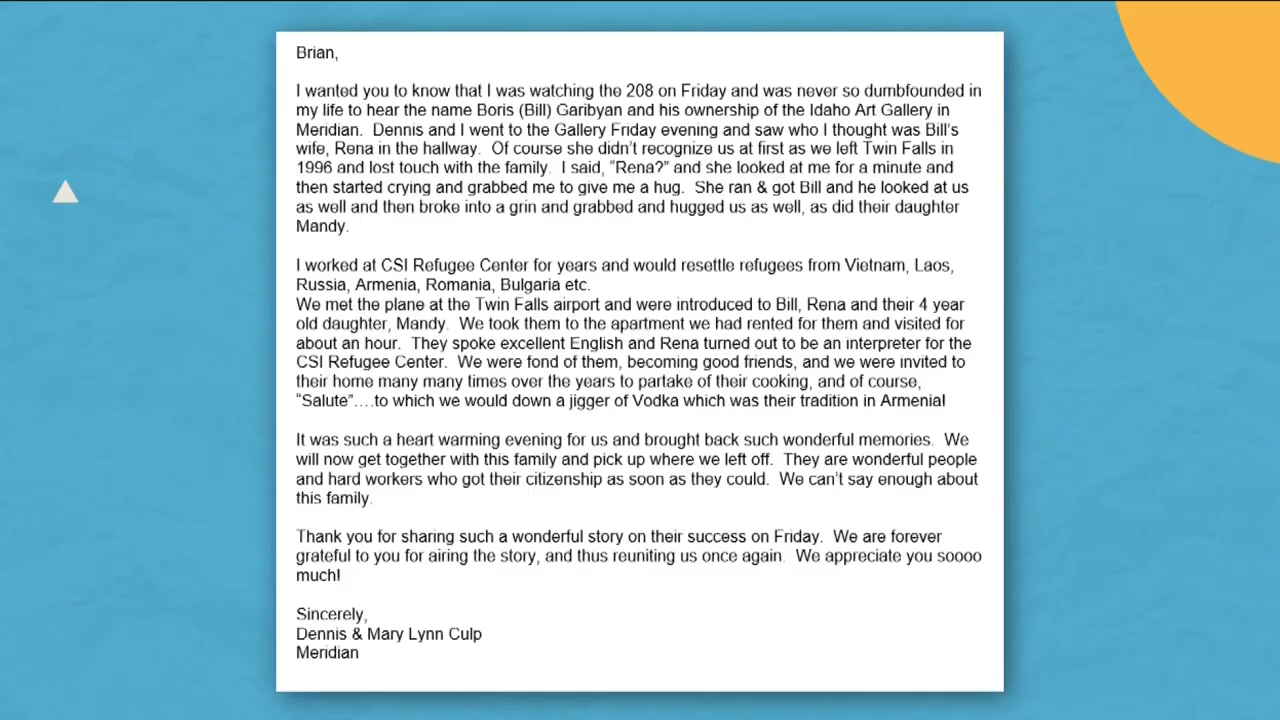 Brian,
I wanted you to know that I was watching the 208 on Friday and was never so dumbfounded in
my life to hear the name Boris (Bill) Garibyan and his ownership of the Idaho Art Gallery in
Meridian.  Dennis and I went to the Gallery Friday evening and saw who I thought was Bill's
wife, Rena in the hallway.  Of course she didn't recognize us at first as we left Twin Falls in
1996 and lost touch with the family.  I said, "Rena?" and she looked at me for a minute and
then started crying and grabbed me to give me a hug.  She ran & got Bill and he looked at us
as well and then broke into a grin and grabbed and hugged us as well, as did their daughter
Mandy.
I worked at CSI Refugee Center for years and would resettle refugees from Vietnam, Laos,
Russia, Armenia, Romania, Bulgaria etc.
We met the plane at the Twin Falls airport and were introduced to Bill, Rena and their 4 year
old daughter, Mandy.  We took them to the apartment we had rented for them and visited for
about an hour.  They spoke excellent English and Rena turned out to be an interpreter for the
CSI Refugee Center.  We were fond of them, becoming good friends, and we were invited to
their home many many times over the years to partake of their cooking, and of course,
"Salute"….to which we would down a jigger of Vodka which was their tradition in Armenia!
It was such a heart warming evening for us and brought back such wonderful memories.  We
will now get together with this family and pick up where we left off.  They are wonderful people
and hard workers who got their citizenship as soon as they could.  We can't say enough about
this family.
Thank you for sharing such a wonderful story on their success on Friday.  We are forever
grateful to you for airing the story, and thus reuniting us once again.  We appreciate you soooo
much!
Sincerely,
Dennis & Mary Lynn Culp
Meridian